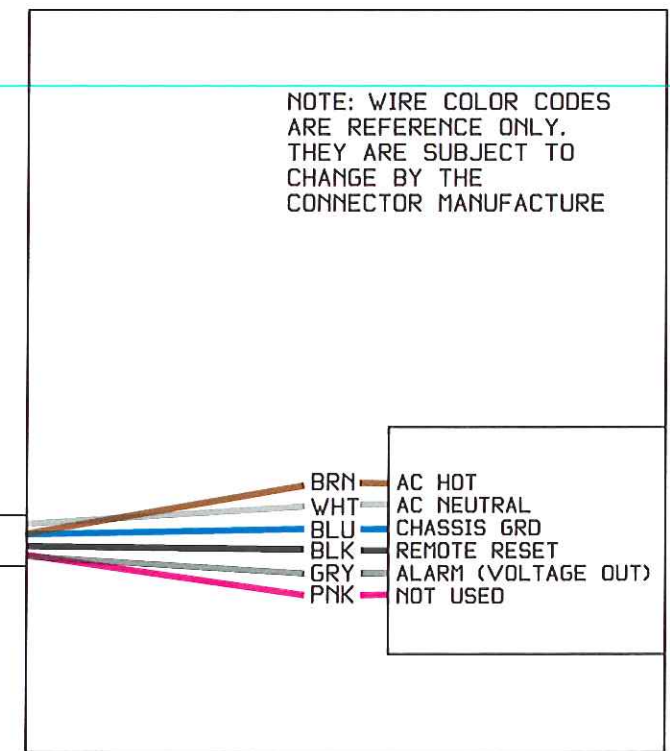 NOTE: WIRE COLOR CODES
ARE REFERENCE ONLY.
THEY ARE SUBJECT TO
CHANGE BY THE
CONNECTOR MANUFACTURE
BRN AC HOT
WHT AC NEUTRAL
BLU CHASSIS GRD
BLK REMOTE RESET
GRY ALARM (VOLTAGE OUT)
PNK NOT USED